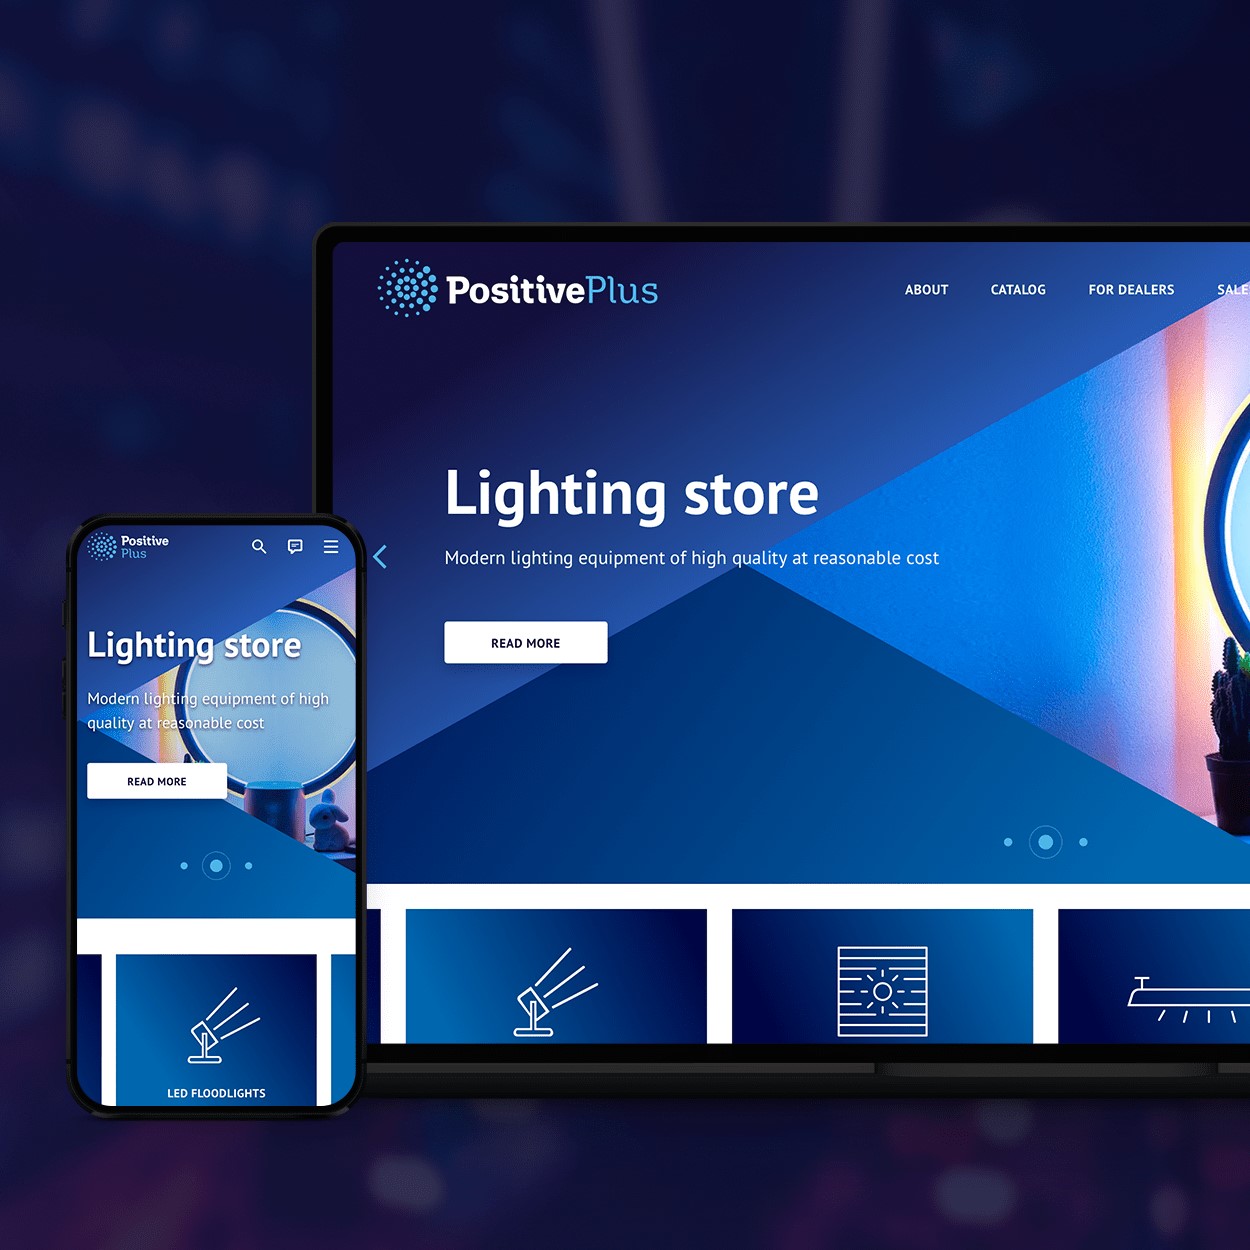 PositivePlus
ABOUT CATALOG FOR DEALERS SALE
Lighting store
Modern lighting equipment of high quality at reasonable cost
READ MORE
Positive
Plus
Lighting store
Modern lighting equipment of high
quality at reasonable cost
READ MORE
LED FLOODLIGHTS